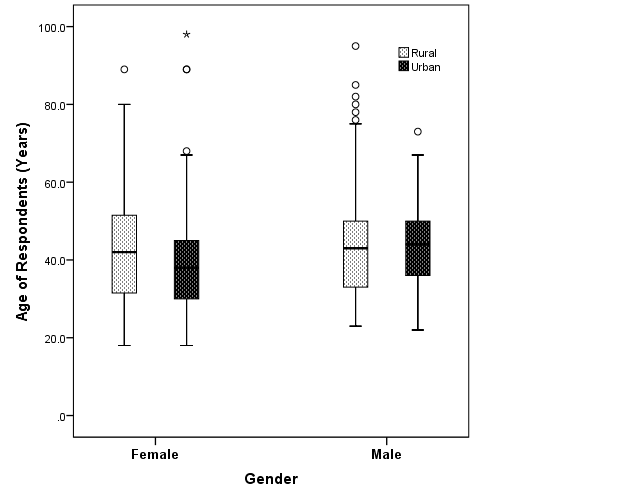 100.0
80.0
60.0
40.0
20.0
.0
Age of Respondents (Years)
Rural
Urban
Female
Male
Gender